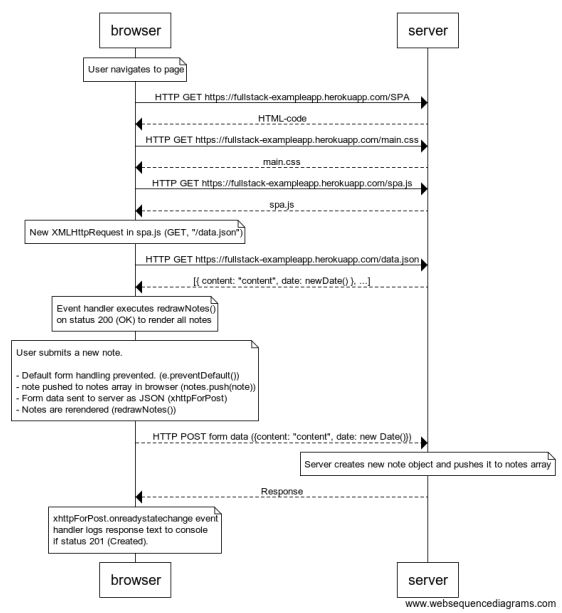 browser
server
User navigates to page
HTTP GET https://fullstack-exampleapp.herokuapp.com/SPA
HTML-code
HTTP GET https://fullstack-exampleapp.herokuapp.com/main.css
main.css
HTTP GET https://fullstack-exampleapp.herokuapp.com/spa.js
spa.js
New XMLHttpRequest in spa.js (GET, "/data.json")
HTTP GET https://fullstack-exampleapp.herokuapp.com/data.json
[{ content: "content", date: newDate() }, ...]
Event handler executes redrawNotes()
on status 200 (OK) to render all notes
User submits a new note.
- Default form handling prevented. (e.preventDefault())
- note pushed to notes array in browser (notes.push(note))
- Form data sent to server as JSON (xhttpForPost)
- Notes are rerendered (redrawNotes())
HTTP POST form data ({content: "content", date: new Date()})
Server creates new note object and pushes it to notes array
Response
xhttpForPost.onreadystatechange event
handler logs response text to console
if status 201 (Created).
browser
server
www.websequencediagrams.com